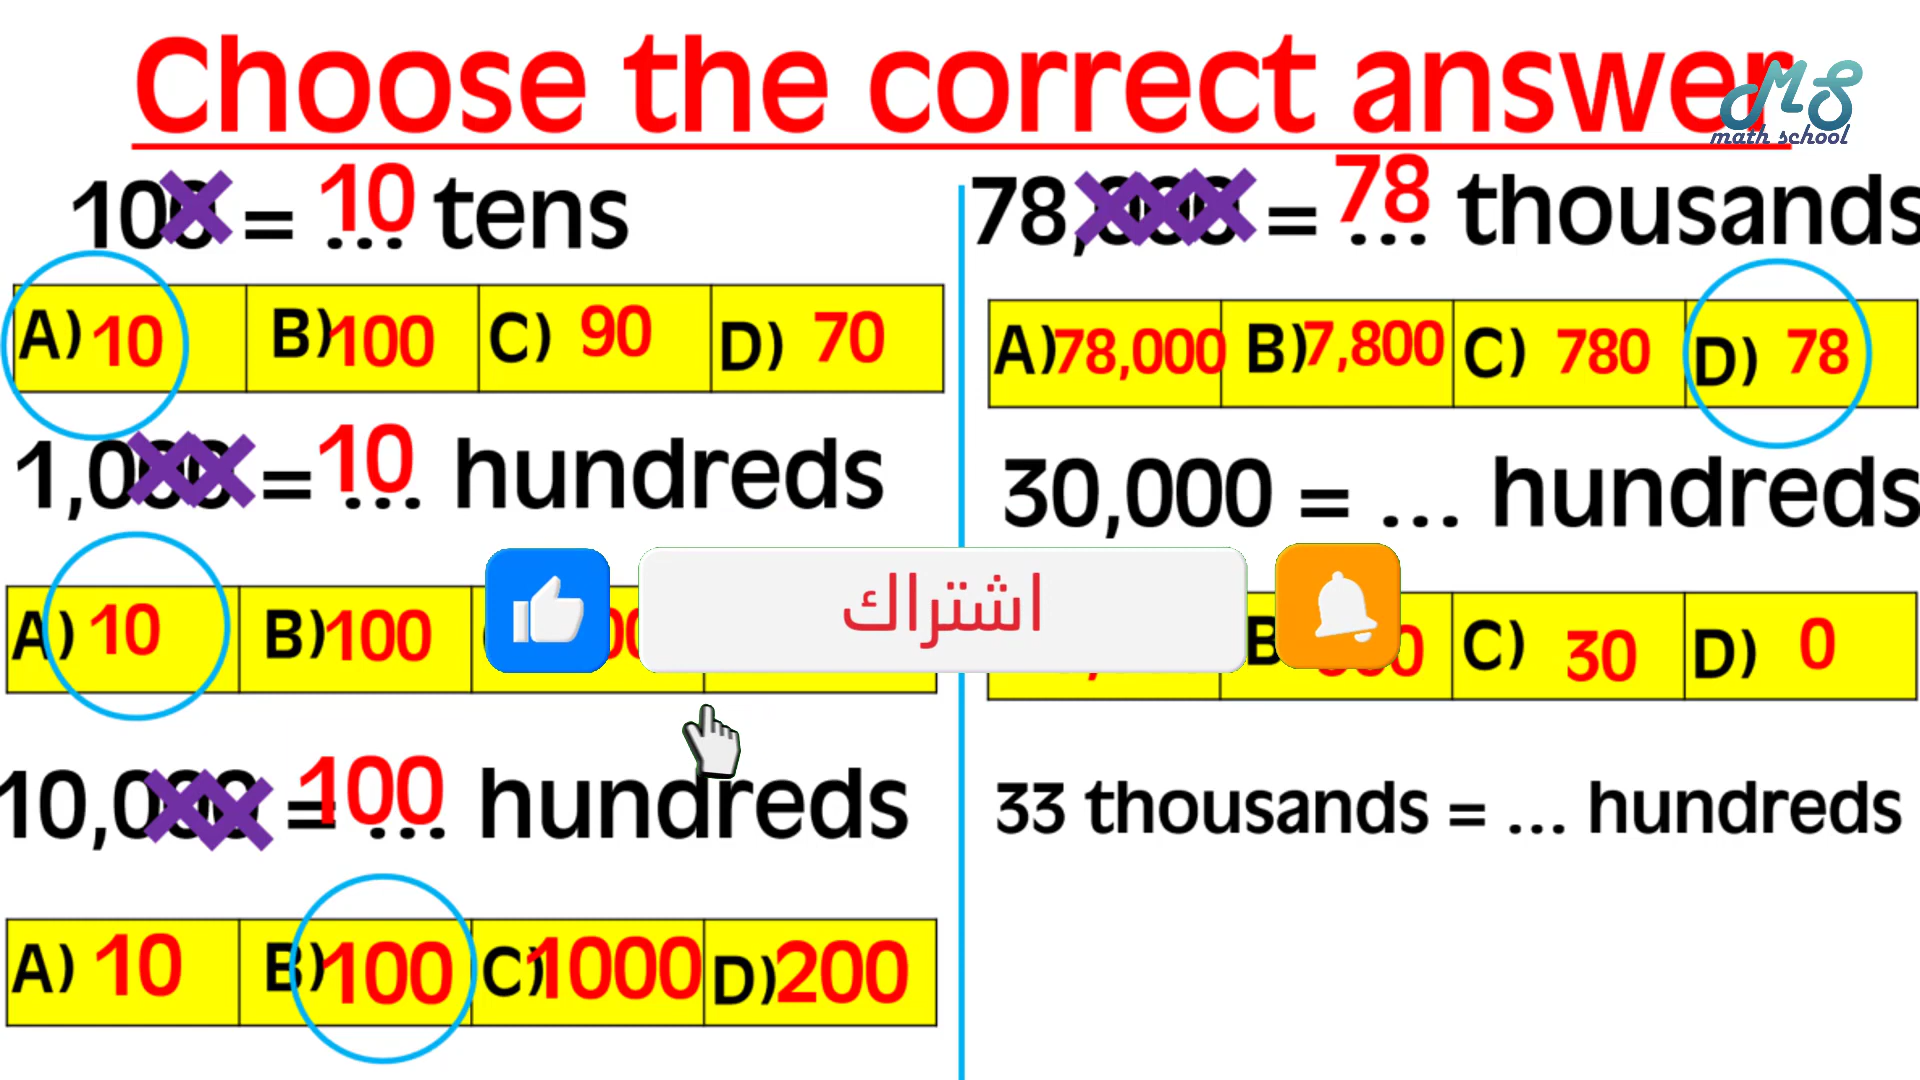 Choose the correct answer
MS
math school
100 = ... tens
10
A) 10 B) 100 C) 90 D) 70
1,000 = ... hundreds
10
A) 10 B) 100
10,000 = ... hundreds
100
A) 10 B) 100 C) 1000 D) 200
78,000 = ... thousands
78
A) 78,000 B) 7,800 C) 780 D) 78
30,000 = ... hundreds
C) 30 D) 0
33 thousands = ... hundreds
اشتراك